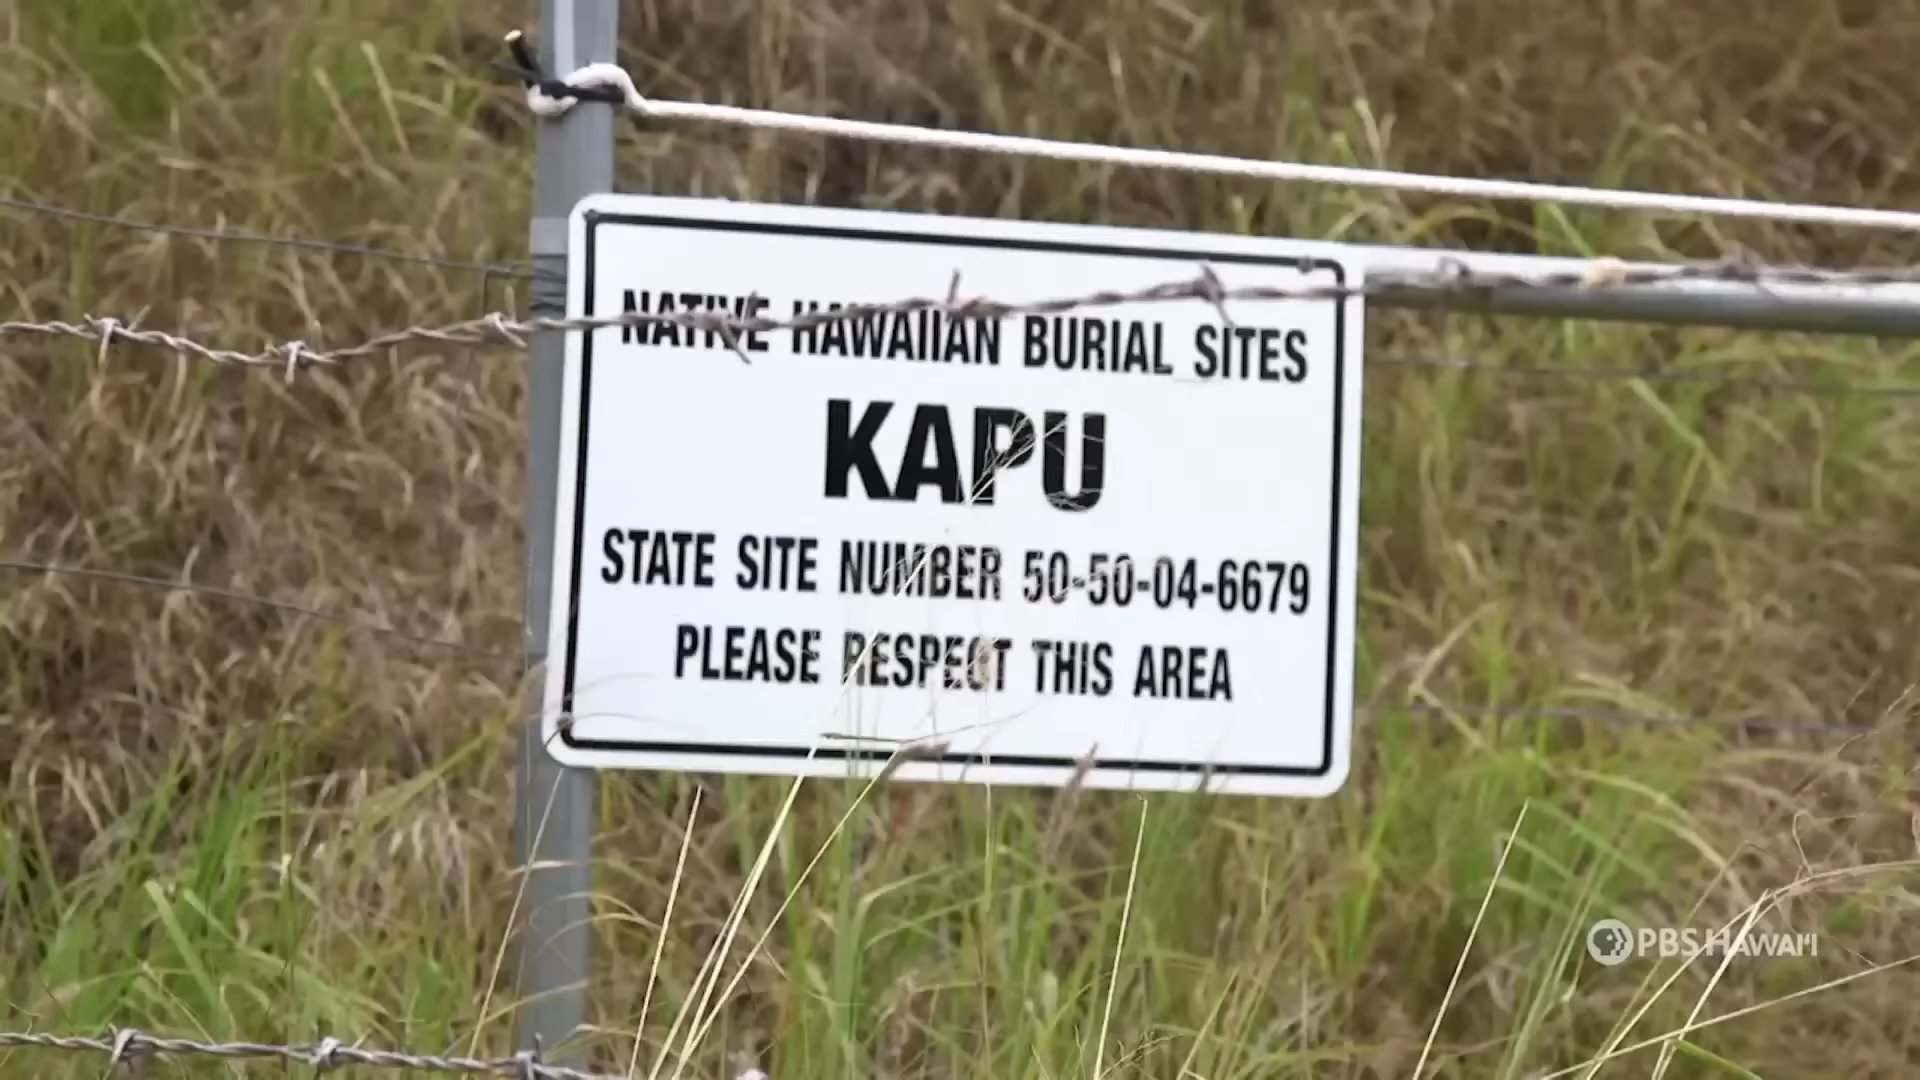 NATIVE HAWAIIAN BURIAL SITES
KAPU
STATE SITE NUMBER 50-50-04-6679
PLEASE RESPECT THIS AREA
PBS HAWAI'I